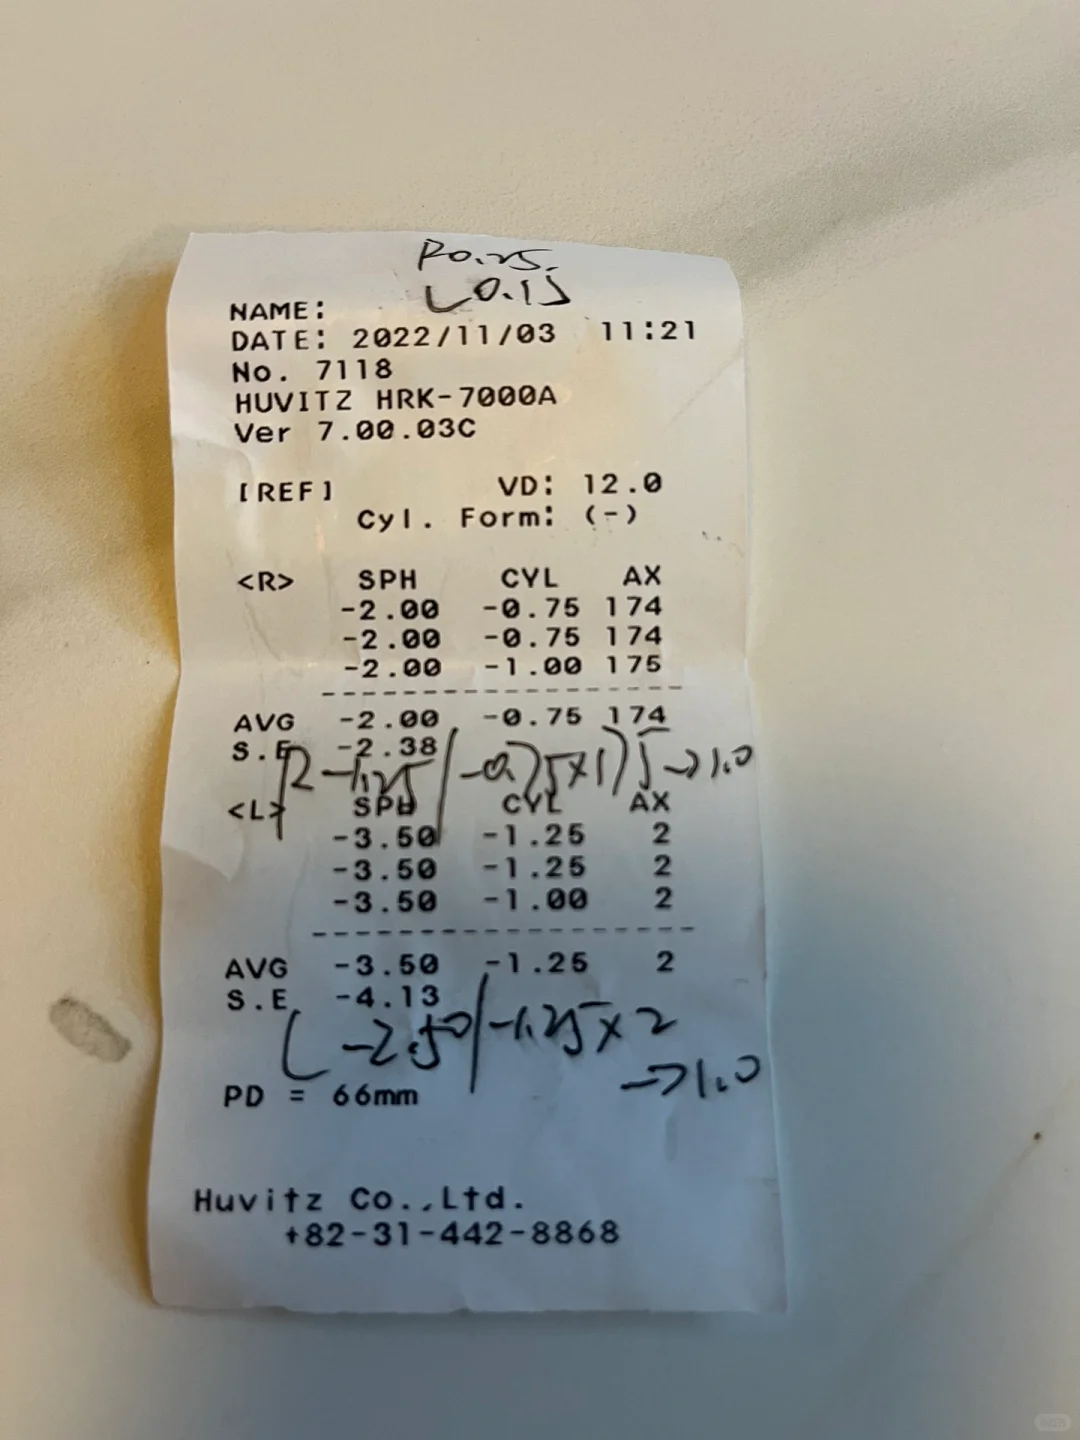 R0.25.
L0.15
NAME:
DATE: 2022/11/03 11:21
No. 7118
HUVITZ HRK-7000A
Ver 7.00.03C
[REF] VD: 12.0
Cyl. Form: (-)
<R> SPH CYL AX
-2.00 -0.75 174
-2.00 -0.75 174
-2.00 -1.00 175
AVG -2.00 -0.75 174
S.E -2.38
R -1.25/-0.75×175→1.0
<L> SPH CYL AX
-3.50 -1.25 2
-3.50 -1.25 2
-3.50 -1.00 2
AVG -3.50 -1.25 2
S.E -4.13
L -2.50/-1.25×2
→1.0
PD = 66mm
Huvitz Co.,Ltd.
+82-31-442-8868